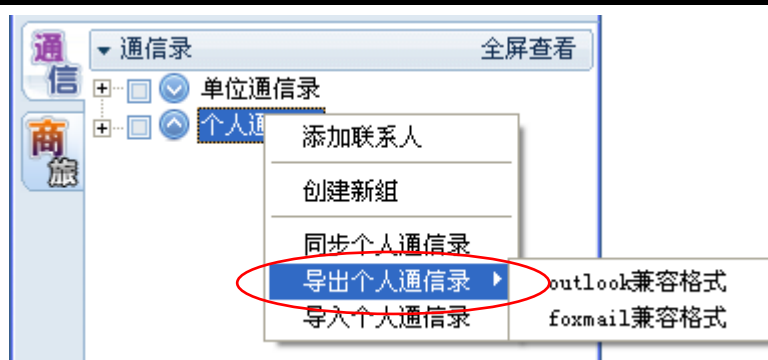 通信
商旅
通信录 全屏查看
单位通信录
个人通
添加联系人
创建新组
同步个人通信录
导出个人通信录
导入个人通信录
outlook兼容格式
foxmail兼容格式